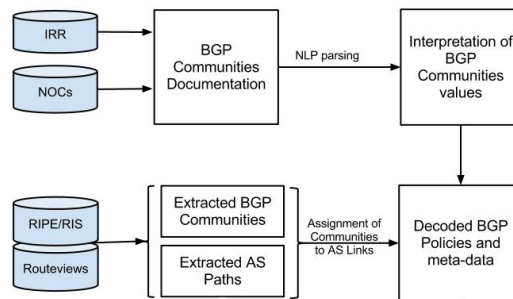 IRR
NOCs
BGP
Communities
Documentation
NLP parsing
Interpretation of
BGP
Communities
values
RIPE/RIS
Routeviews
Extracted BGP
Communities
Extracted AS
Paths
Assignment of
Communities
to AS Links
Decoded BGP
Policies and
meta-data